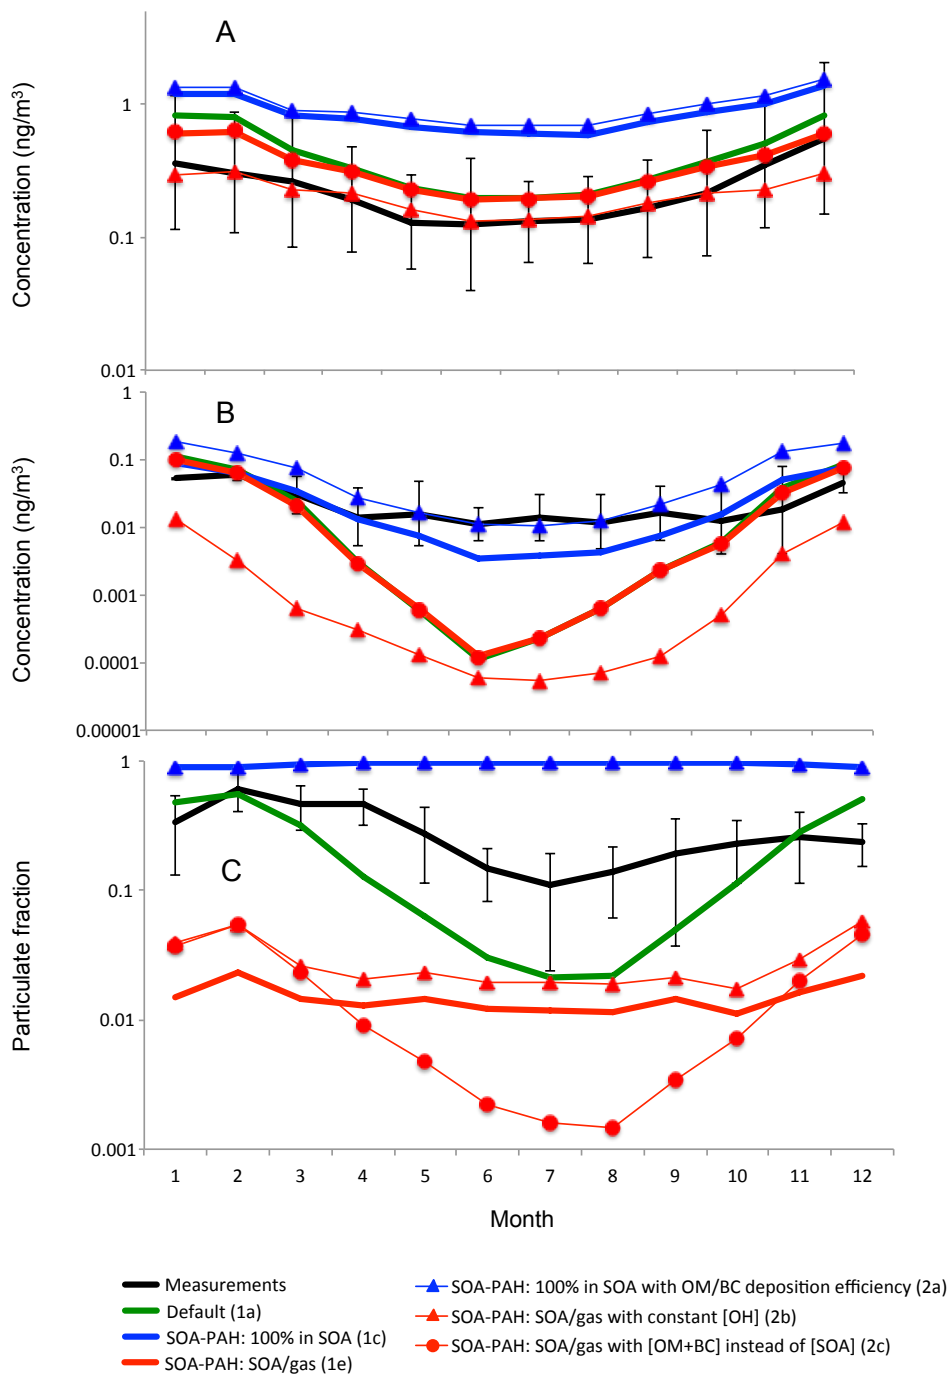 A
Concentration (ng/m³)
1
0.1
0.01
B
Concentration (ng/m³)
1
0.1
0.01
0.001
0.0001
0.00001
C
Particulate fraction
1
0.1
0.01
0.001
1 2 3 4 5 6 7 8 9 10 11 12
Month
Measurements
Default (1a)
SOA-PAH: 100% in SOA (1c)
SOA-PAH: SOA/gas (1e)
SOA-PAH: 100% in SOA with OM/BC deposition efficiency (2a)
SOA-PAH: SOA/gas with constant [OH] (2b)
SOA-PAH: SOA/gas with [OM+BC] instead of [SOA] (2c)